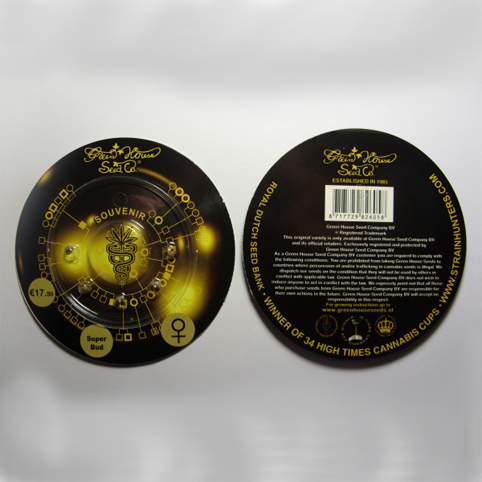 Green House
Seed Co.®
SOUVENIR
€17.50
Super
Bud
Green House
Seed Co.®
ESTABLISHED IN 1985
8 717729 826058
Green House Seed Company BV
= Registered Trademark
This original variety is only available at Green House Seed Company BV
and its official retailers. Exclusively registered and protected by
Green House Seed Company BV
As a Green House Seed Company BV customer you are required to comply with
the following conditions: You are prohibited from taking Green House Seeds to
countries where possession of and/or trafficking in cannabis seeds is illegal. We
dispatch our seeds on the condition that they will not be used by others in
conflict with applicable law. Green House Seed Company BV does not wish to
induce anyone to act in conflict with the law. We expressly point out that all those
who purchase seeds from Green House Seed Company BV are responsible for
their own actions in the future. Green House Seed Company BV will accept no
responsibility in this respect
For growing instructions go to
www.greenhouseseeds.nl
ROYAL DUTCH SEED BANK • WINNER OF 34 HIGH TIMES CANNABIS CUPS • WWW.STRAINHUNTERS.COM